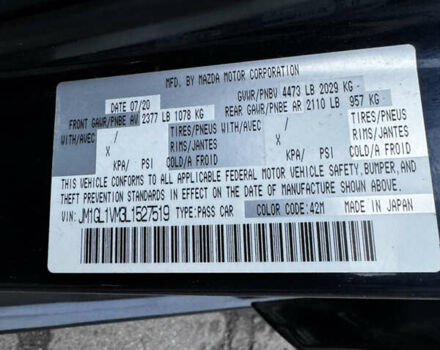 MFD. BY MAZDA MOTOR CORPORATION
DATE 07/20 GVWR/PNBV 4473 LB 2029 KG
FRONT GAWR/PNBE AV 2377 LB 1078 KG REAR GAWR/PNBE AR 2110 LB 957 KG
WITH/AVEC / TIRES/PNEUS WITH/AVEC / TIRES/PNEUS
X RIMS/JANTES X RIMS/JANTES
KPA/ PSI COLD/A FROID KPA/ PSI COLD/A FROID
THIS VEHICLE CONFORMS TO ALL APPLICABLE FEDERAL MOTOR VEHICLE SAFETY, BUMPER, AND
THEFT PREVENTION STANDARDS IN EFFECT ON THE DATE OF MANUFACTURE SHOWN ABOVE.
VIN: JM1GL1VM3L1527519 TYPE:PASS CAR COLOR CODE:42M MADE IN JAPAN